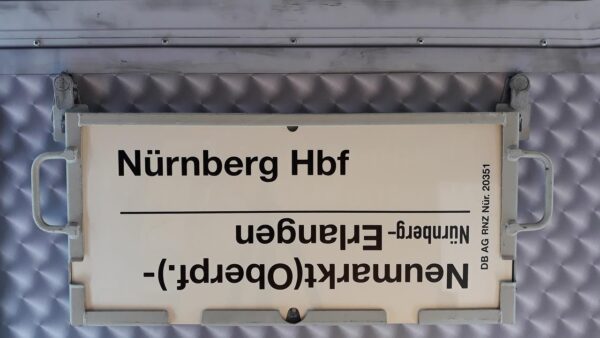 Nürnberg Hbf
Neumarkt(Oberpf.)-
Nürnberg-Erlangen
DB AG RNZ Nür. 20351